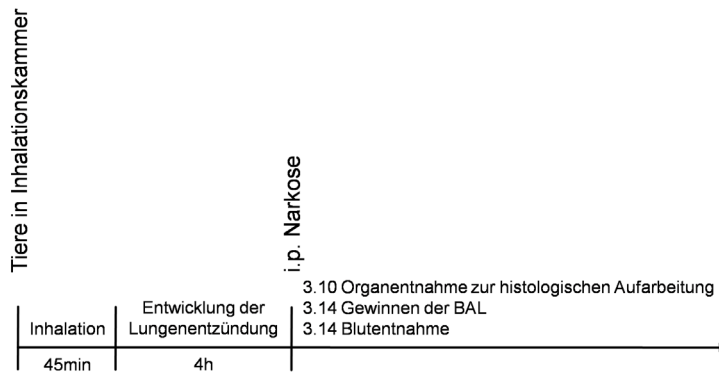 Tiere in Inhalationskammer
i.p. Narkose
3.10 Organentnahme zur histologischen Aufarbeitung
3.14 Gewinnen der BAL
3.14 Blutentnahme
Inhalation
Entwicklung der
Lungenentzündung
45min
4h